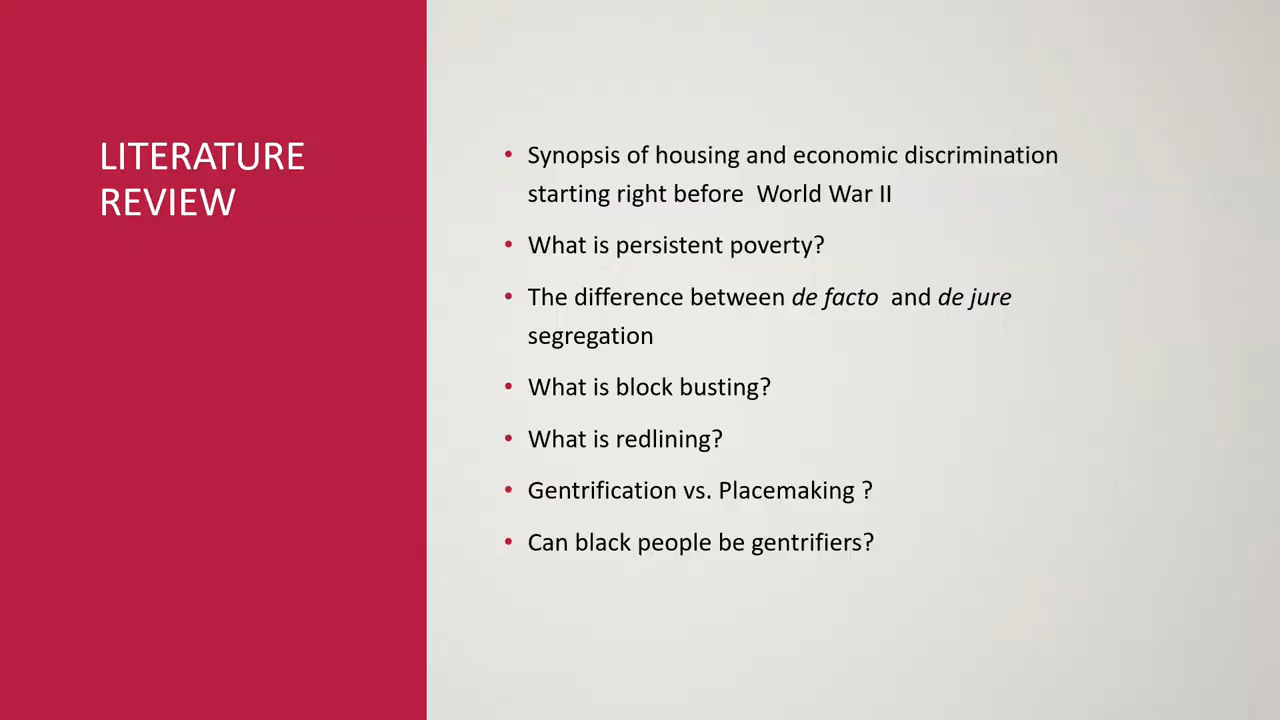 LITERATURE
REVIEW
• Synopsis of housing and economic discrimination
starting right before  World War II
• What is persistent poverty?
• The difference between de facto  and de jure
segregation
• What is block busting?
• What is redlining?
• Gentrification vs. Placemaking ?
• Can black people be gentrifiers?